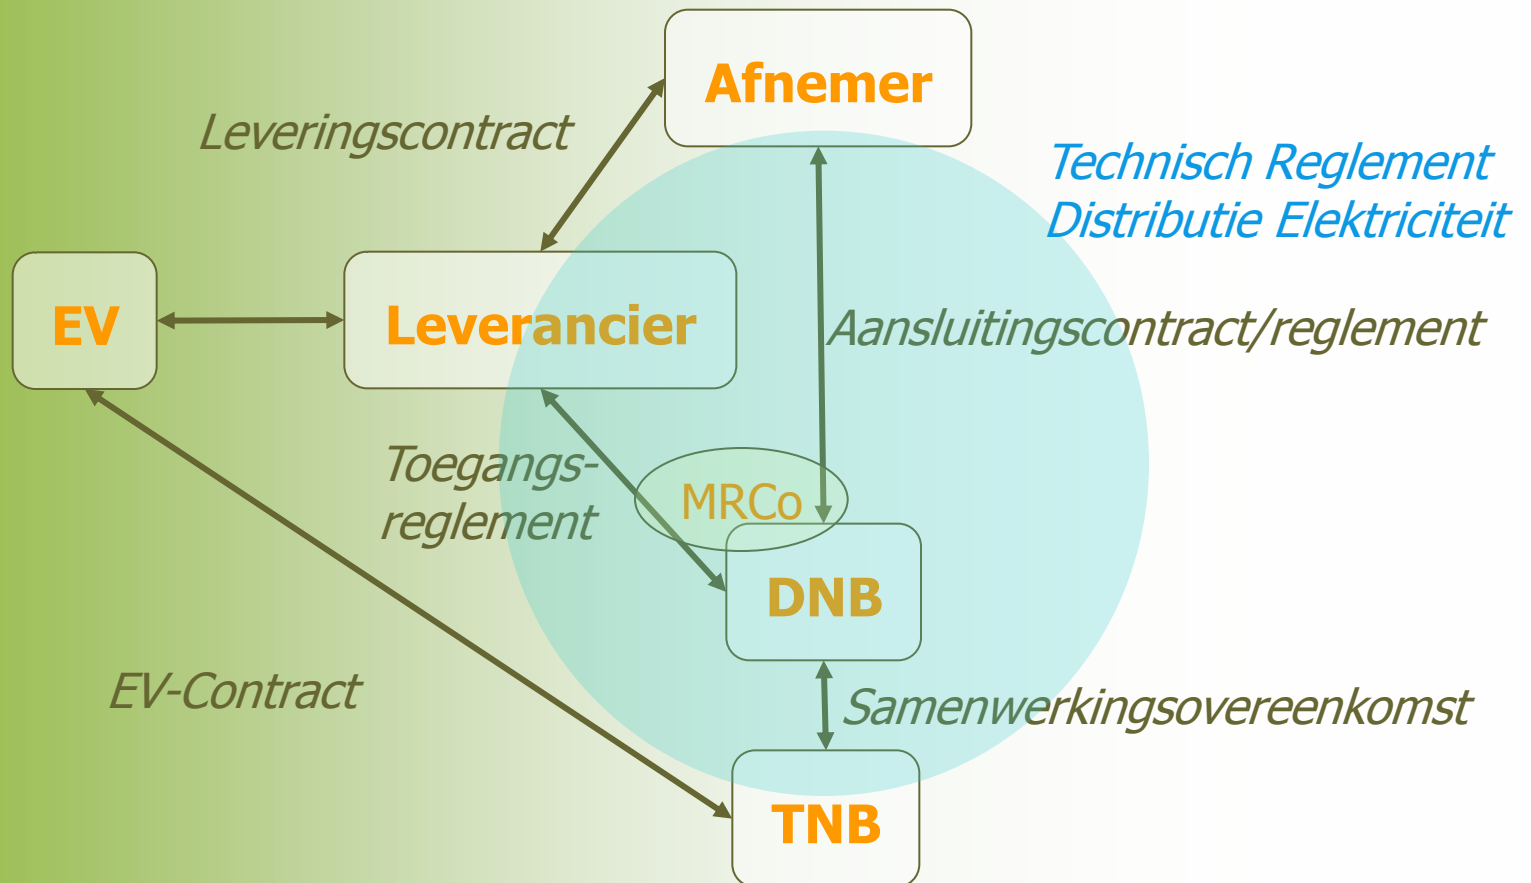 Afnemer
Leveringscontract
Technisch Reglement
Distributie Elektriciteit
EV
Leverancier
Aansluitingscontract/reglement
Toegangs-
reglement
MRCo
DNB
EV-Contract
Samenwerkingsovereenkomst
TNB